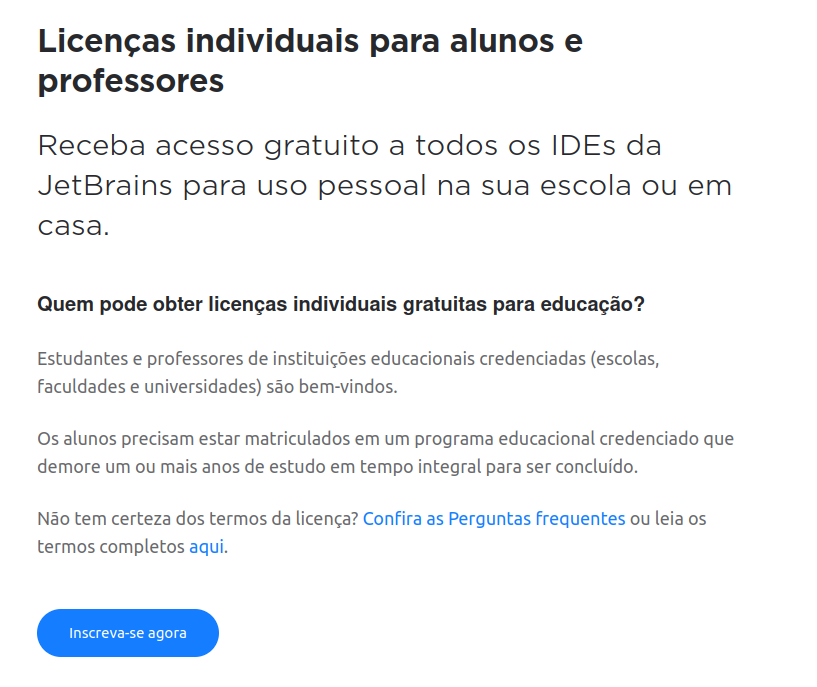 Licenças individuais para alunos e
professores
Receba acesso gratuito a todos os IDEs da
JetBrains para uso pessoal na sua escola ou em
casa.
Quem pode obter licenças individuais gratuitas para educação?
Estudantes e professores de instituições educacionais credenciadas (escolas,
faculdades e universidades) são bem-vindos.
Os alunos precisam estar matriculados em um programa educacional credenciado que
demore um ou mais anos de estudo em tempo integral para ser concluído.
Não tem certeza dos termos da licença? Confira as Perguntas frequentes ou leia os
termos completos aqui.
Inscreva-se agora